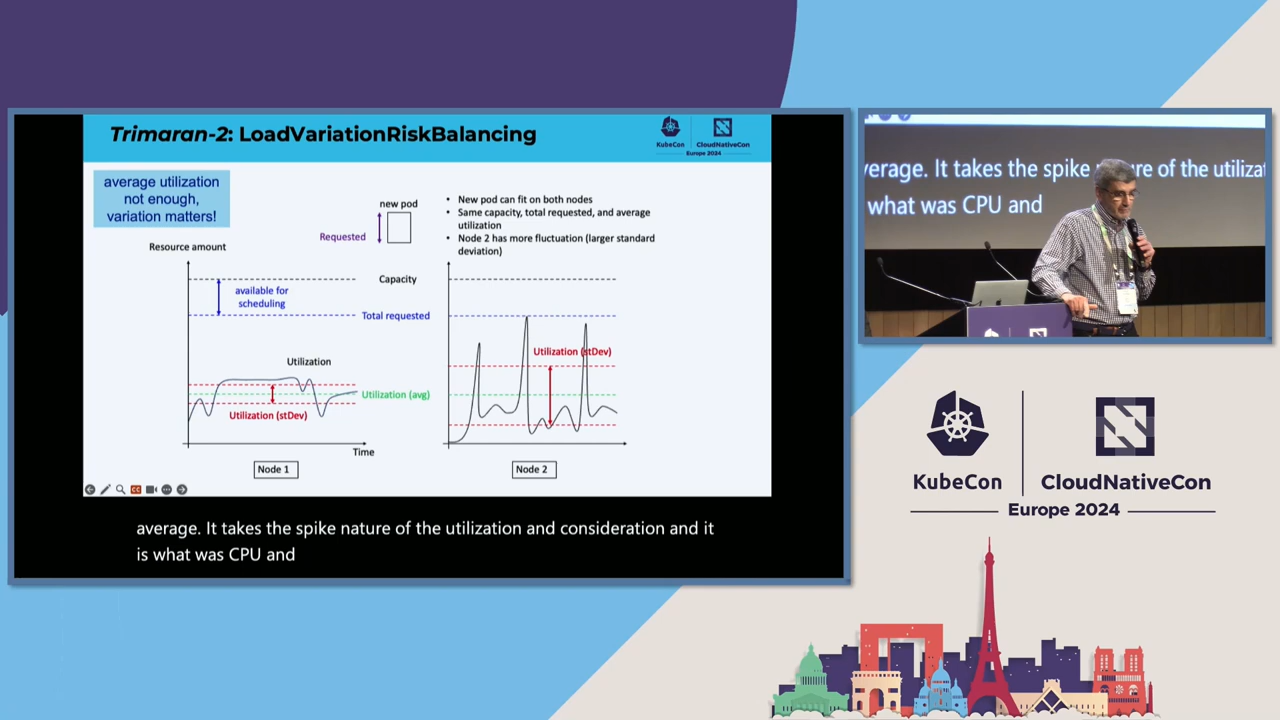 Trimaran-2: LoadVariationRiskBalancing
KubeCon
CloudNativeCon
Europe 2024
average utilization
not enough,
variation matters!
new pod
Requested
• New pod can fit on both nodes
• Same capacity, total requested, and average
utilization
• Node 2 has more fluctuation (larger standard
deviation)
Resource amount
Capacity
available for
scheduling
Total requested
Utilization
Utilization (avg)
Utilization (stDev)
Time
Node 1
Utilization (stDev)
Node 2
CC
average. It takes the spike nature of the utilization and consideration and it
is what was CPU and
verage. It takes the spike nature of the utilizat
what was CPU and
KubeCon
CloudNativeCon
Europe 2024